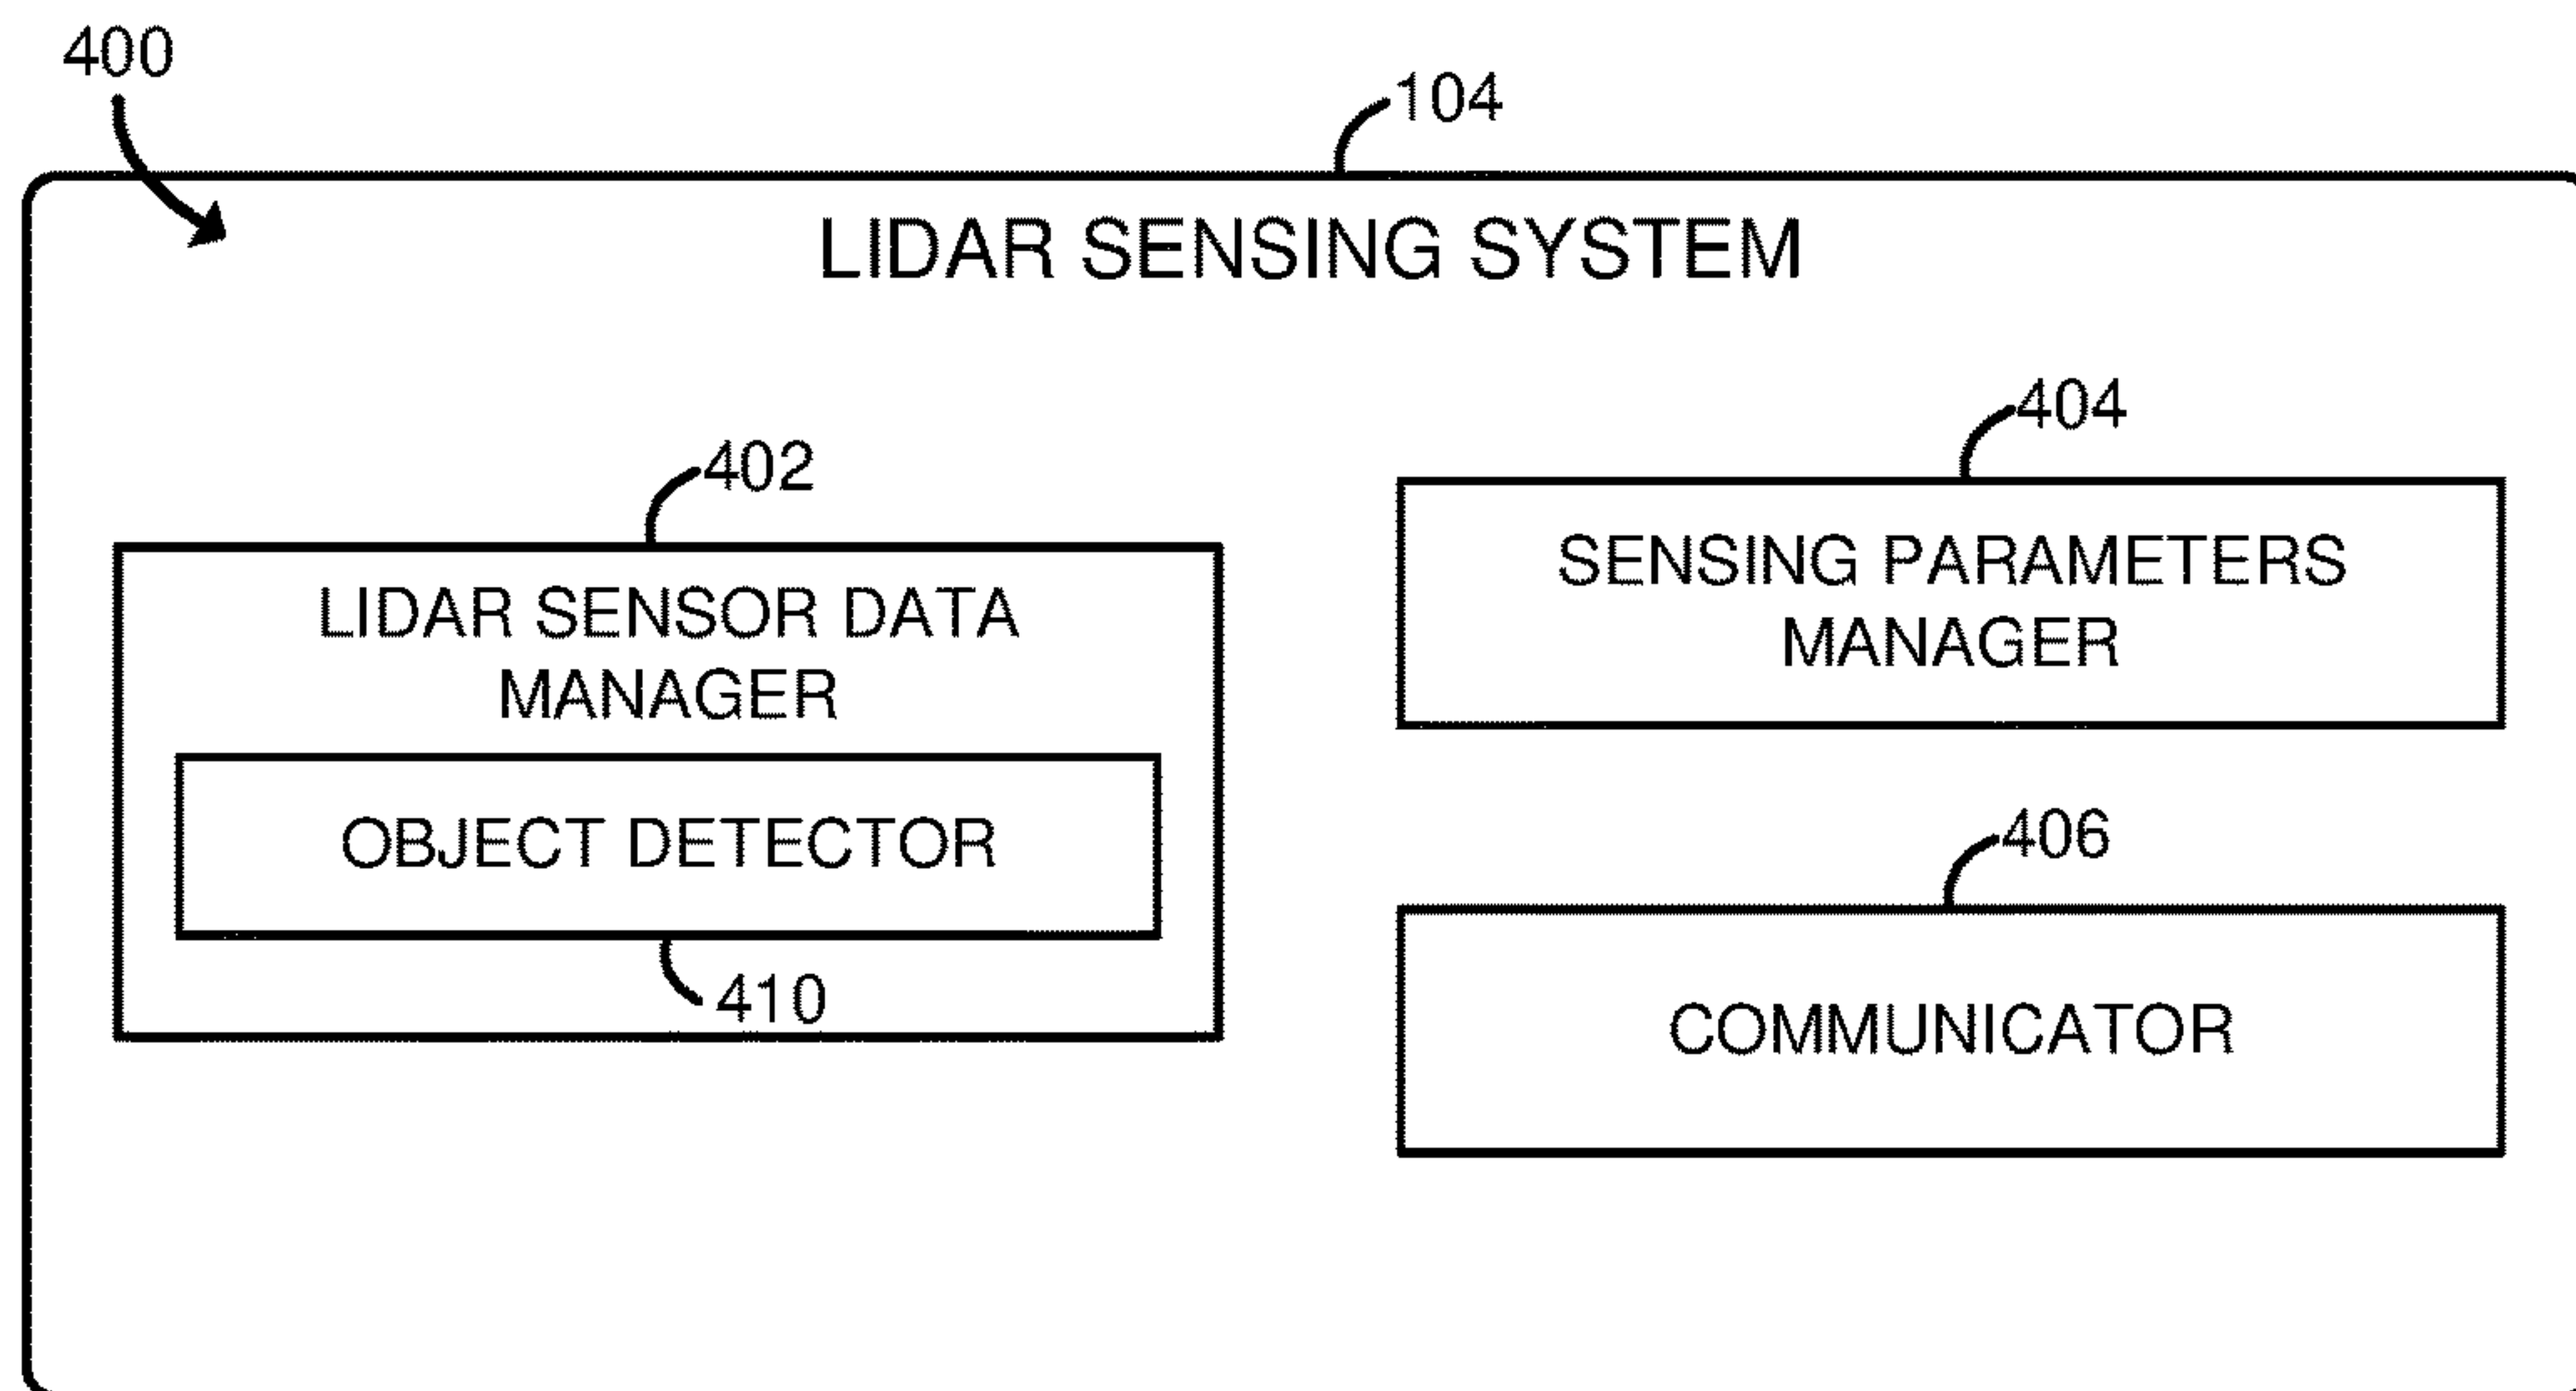 400
104
LIDAR SENSING SYSTEM
402
LIDAR SENSOR DATA
MANAGER
OBJECT DETECTOR
410
404
SENSING PARAMETERS
MANAGER
406
COMMUNICATOR